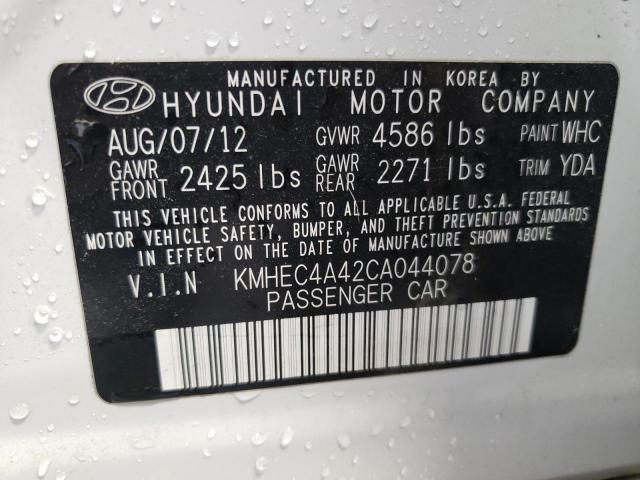 MANUFACTURED IN KOREA BY
HYUNDAI MOTOR COMPANY
AUG/07/12 GVWR 4586 lbs PAINT WHC
GAWR FRONT 2425 lbs GAWR REAR 2271 lbs TRIM YDA
THIS VEHICLE CONFORMS TO ALL APPLICABLE U.S.A. FEDERAL
MOTOR VEHICLE SAFETY, BUMPER, AND THEFT PREVENTION STANDARDS
IN EFFECT ON THE DATE OF MANUFACTURE SHOWN ABOVE.
V.I.N KMHEC4A42CA044078
PASSENGER CAR